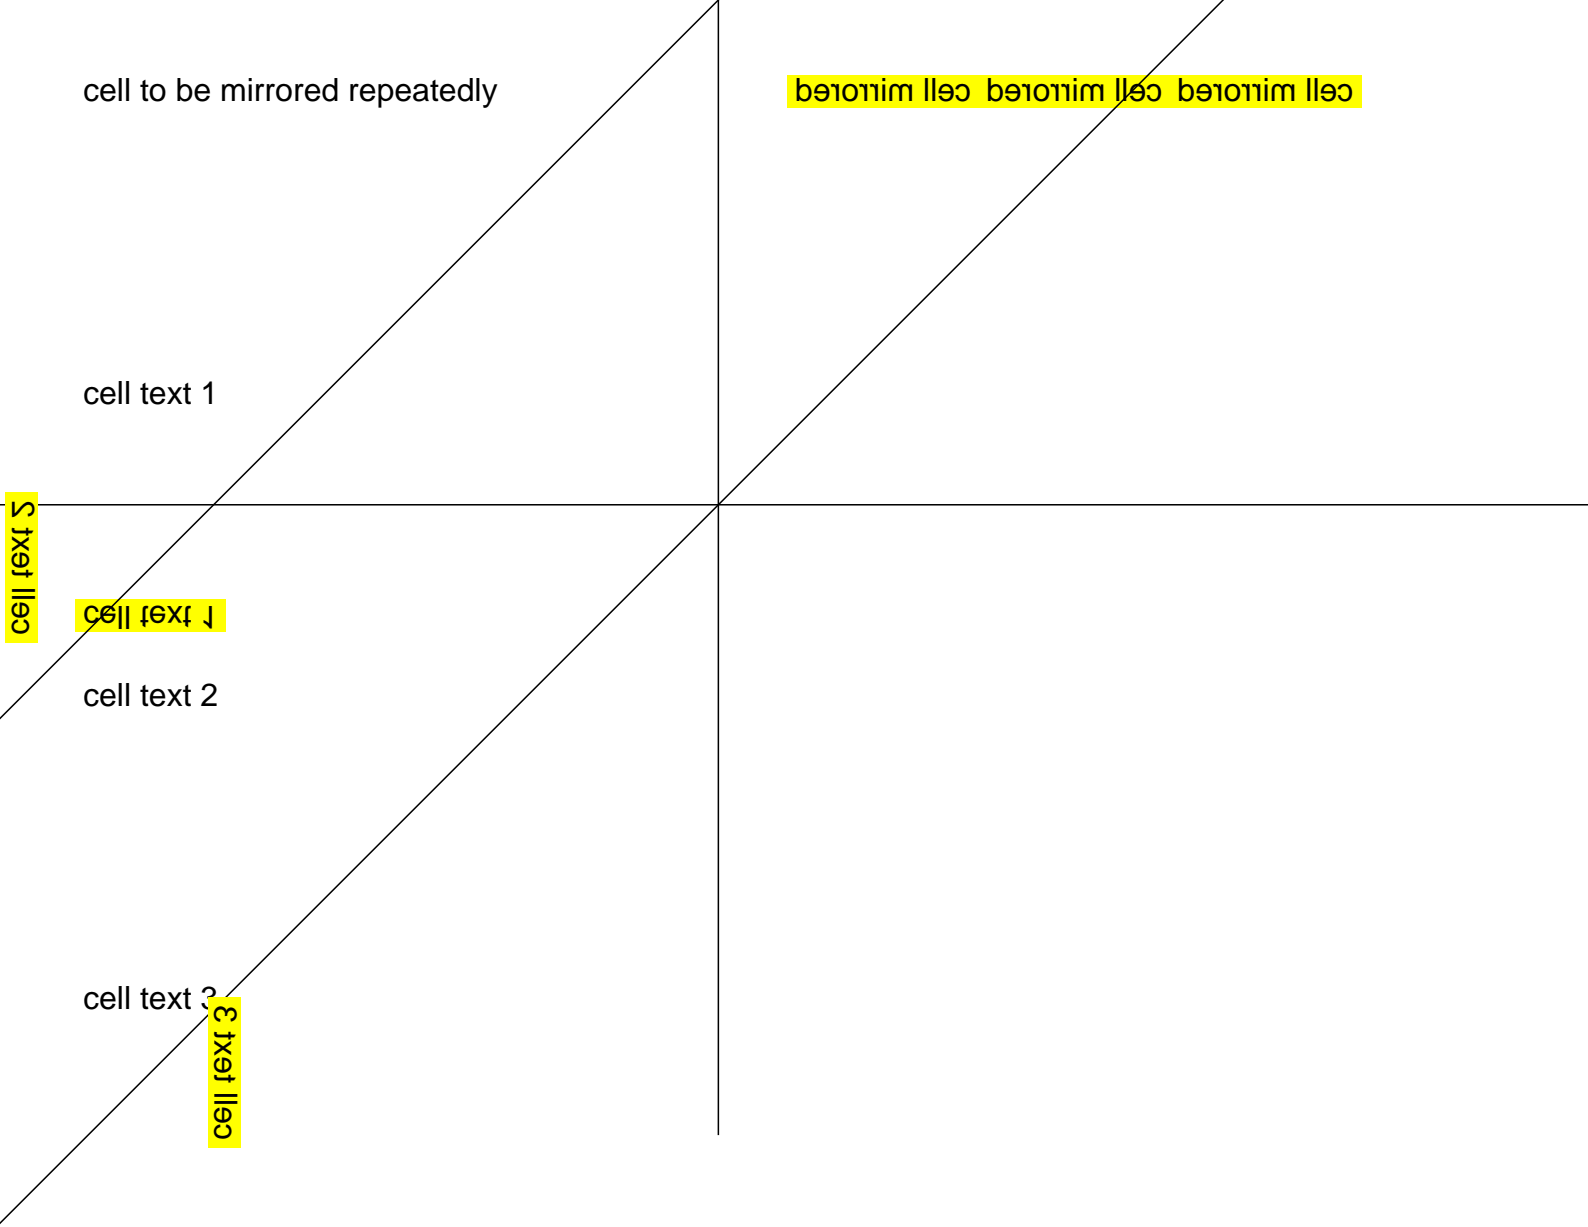 cell to be mirrored repeatedly
cell mirrored cell mirrored cell mirrored
cell text 1
cell text 2
cell text 1
cell text 2
cell text 3
cell text 3